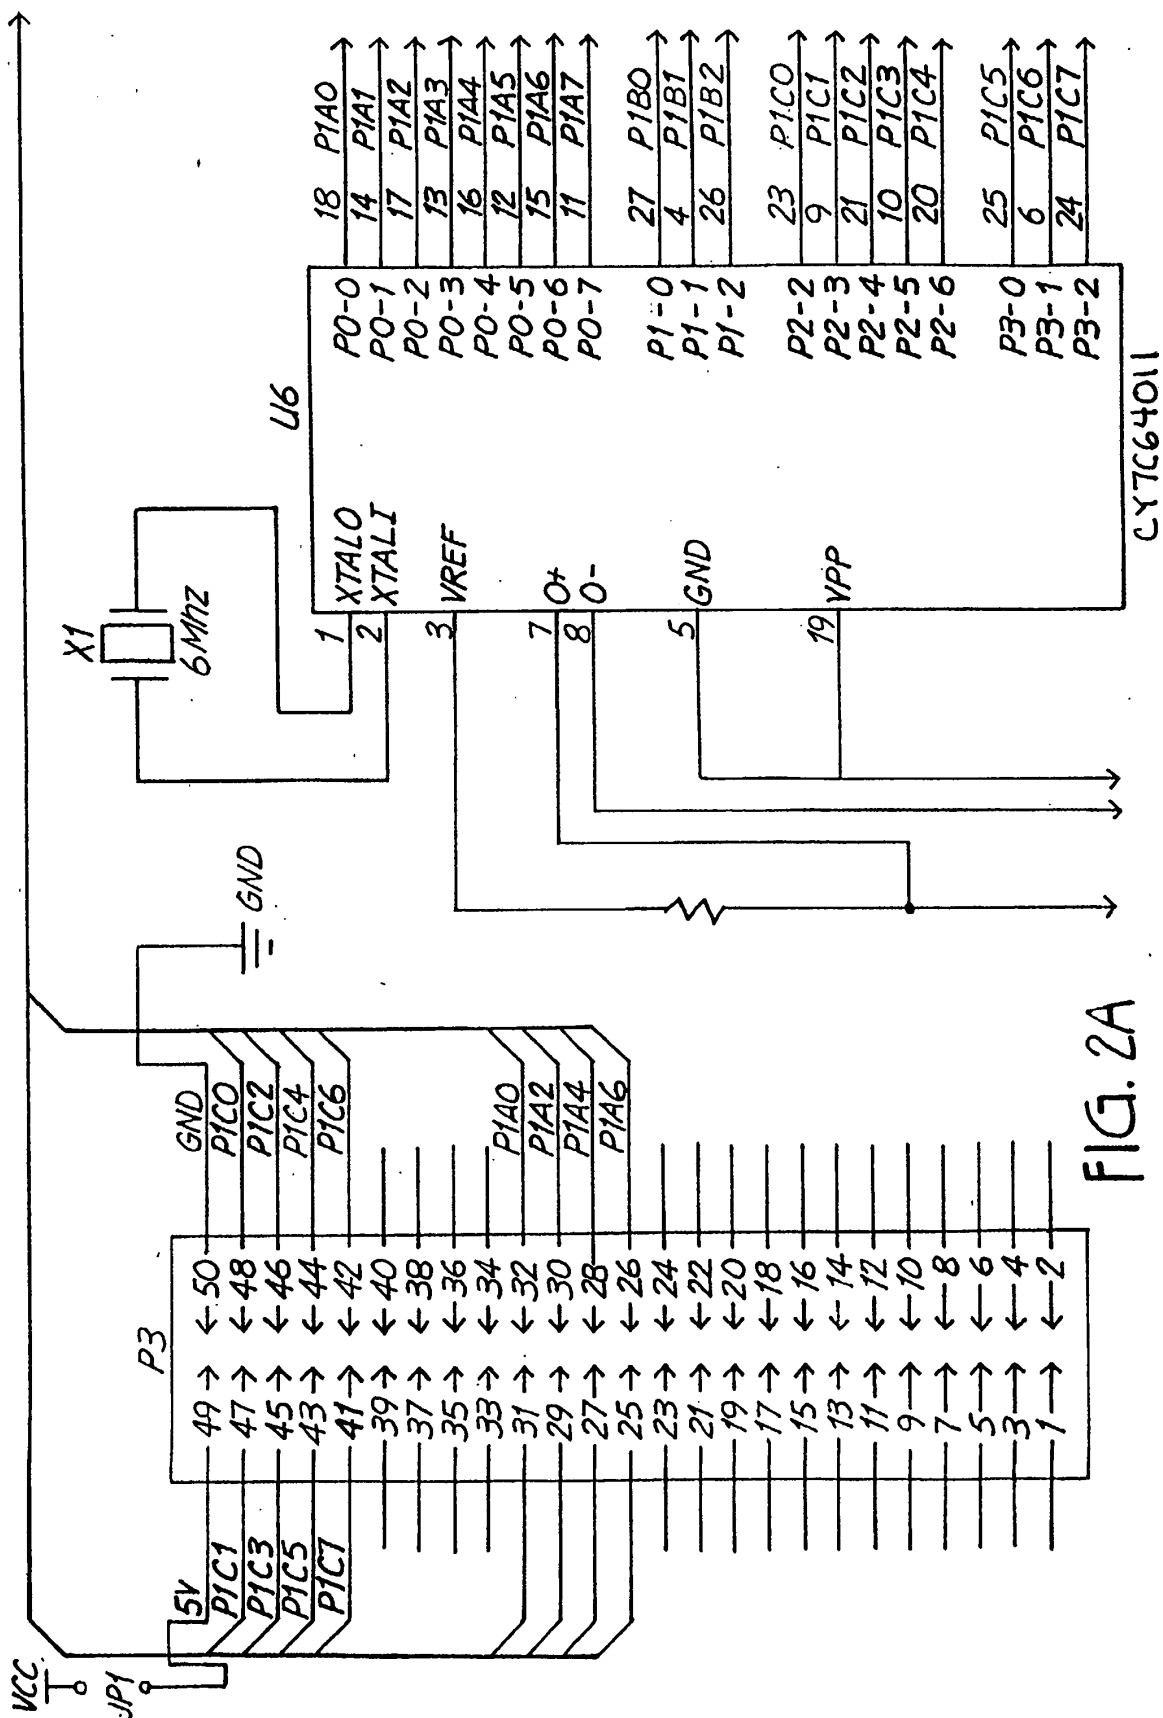 VCC
JP1
P3
5V 49 50 GND
P1C1 47 48 P1C0
P1C3 45 46 P1C2
P1C5 43 44 P1C4
P1C7 41 42 P1C6
39 40
37 38
35 36
33 34
31 32 P1A0
29 30 P1A2
27 28 P1A4
25 26 P1A6
23 24
21 22
19 20
17 18
15 16
13 14
11 12
9 10
7 8
5 6
3 4
1 2
GND
X1
6Mhz
U6
1 XTALO
2 XTALI
3 VREF
7 O+
8 O-
5 GND
19 VPP
P0-0 18 P1A0
P0-1 14 P1A1
P0-2 17 P1A2
P0-3 13 P1A3
P0-4 16 P1A4
P0-5 12 P1A5
P0-6 15 P1A6
P0-7 11 P1A7
P1-0 27 P1B0
P1-1 4 P1B1
P1-2 26 P1B2
P2-2 23 P1C0
P2-3 9 P1C1
P2-4 21 P1C2
P2-5 10 P1C3
P2-6 20 P1C4
P3-0 25 P1C5
P3-1 6 P1C6
P3-2 24 P1C7
CY7C64011
FIG. 2A